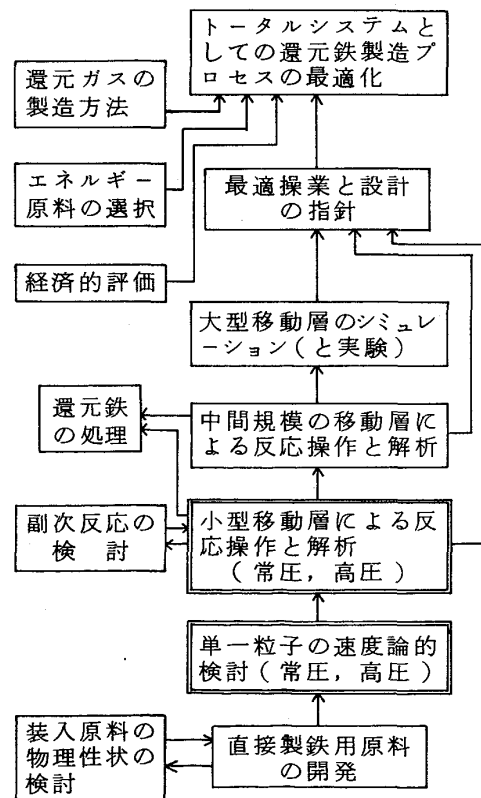 トータルシステムと
しての還元鉄製造プ
ロセスの最適化
還元ガスの
製造方法
エネルギー
原料の選択
最適操業と設計
の指針
経済的評価
大型移動層のシミュレ
ーション(と実験)
還元鉄
の処理
中間規模の移動層に
よる反応操作と解析
副次反応の
検討
小型移動層による反
応操作と解析
(常圧,高圧)
単一粒子の速度論的
検討(常圧,高圧)
装入原料の
物理性状の
検討
直接製鉄用原料
の開発